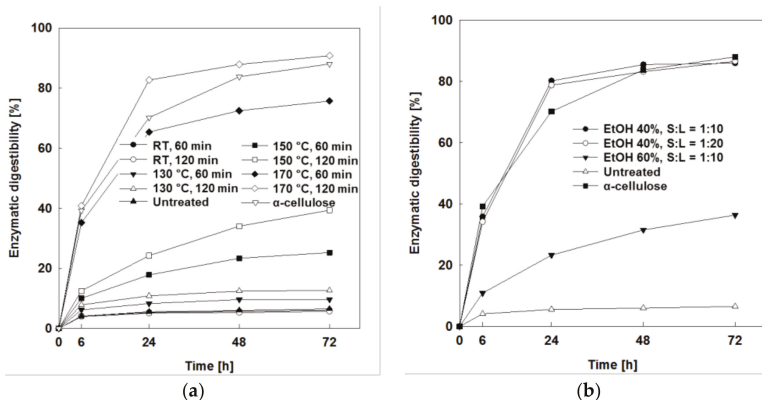 100
80
60
40
20
0
Enzymatic digestibility [%]
RT, 60 min
RT, 120 min
130 °C, 60 min
130 °C, 120 min
Untreated
150 °C, 60 min
150 °C, 120 min
170 °C, 60 min
170 °C, 120 min
α-cellulose
0 6 24 48 72
Time [h]
(a)
100
80
60
40
20
0
Enzymatic digestibility [%]
EtOH 40%, S:L = 1:10
EtOH 40%, S:L = 1:20
EtOH 60%, S:L = 1:10
Untreated
α-cellulose
0 6 24 48 72
Time [h]
(b)